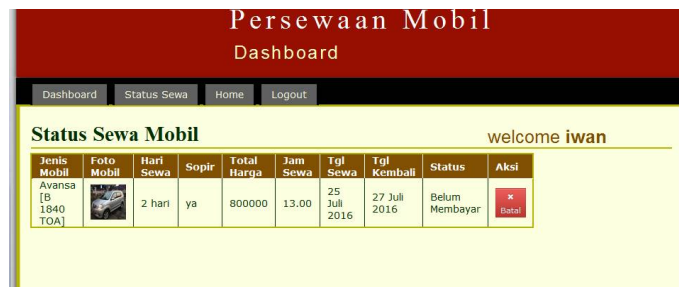 Persewaan Mobil
Dashboard
Dashboard Status Sewa Home Logout
Status Sewa Mobil
welcome iwan
Jenis Mobil Foto Mobil Hari Sewa Sopir Total Harga Jam Sewa Tgl Sewa Tgl Kembali Status Aksi
Avansa [B 1840 TOA] 2 hari ya 800000 13.00 25 Juli 2016 27 Juli 2016 Belum Membayar × Batal